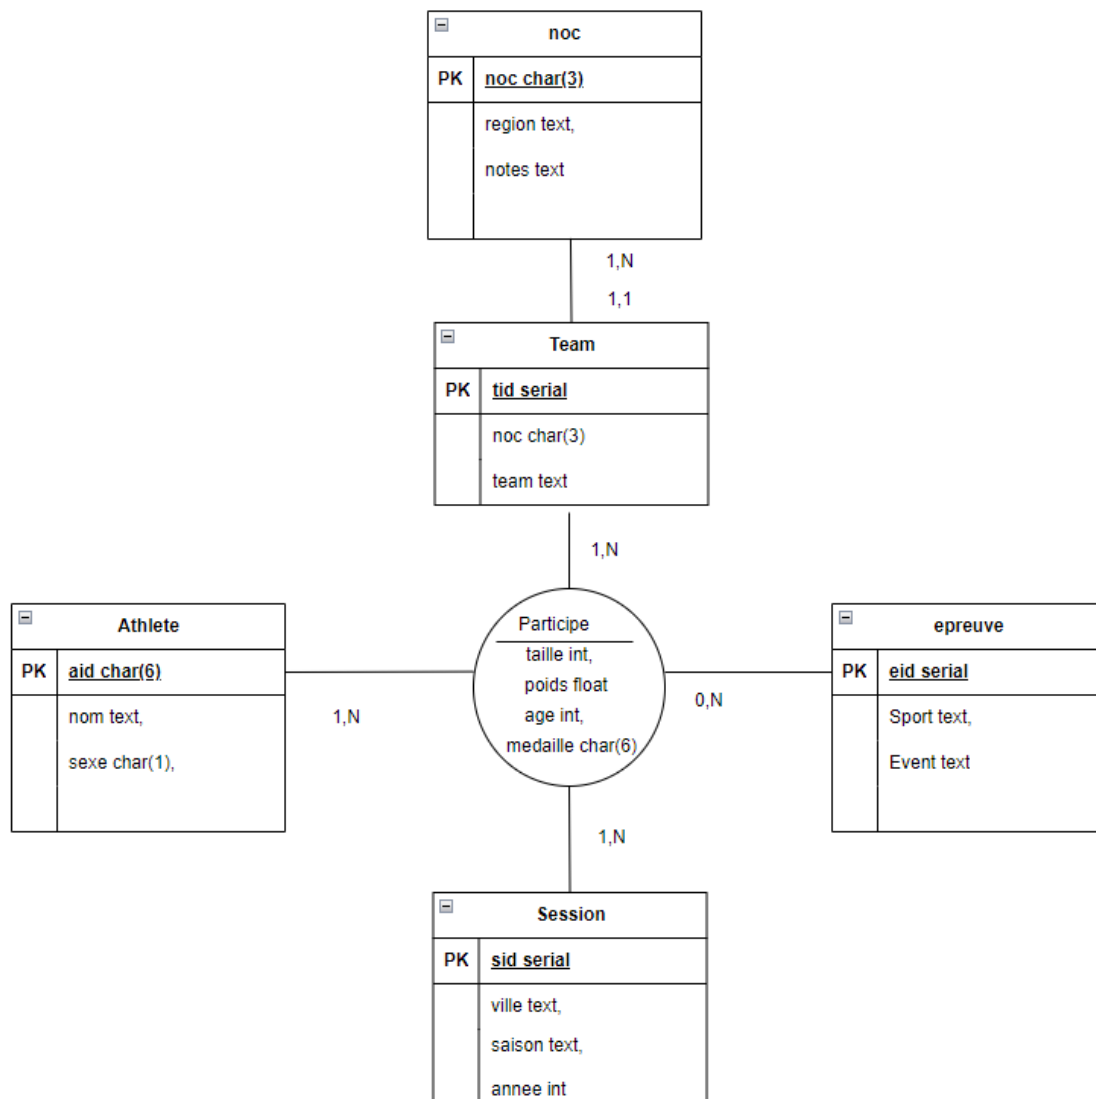 noc
PK noc char(3)
region text,
notes text
1,N
1,1
Team
PK tid serial
noc char(3)
team text
1,N
Athlete
PK aid char(6)
nom text,
sexe char(1),
1,N
Participe
taille int,
poids float
age int,
medaille char(6)
0,N
epreuve
PK eid serial
Sport text,
Event text
1,N
Session
PK sid serial
ville text,
saison text,
annee int